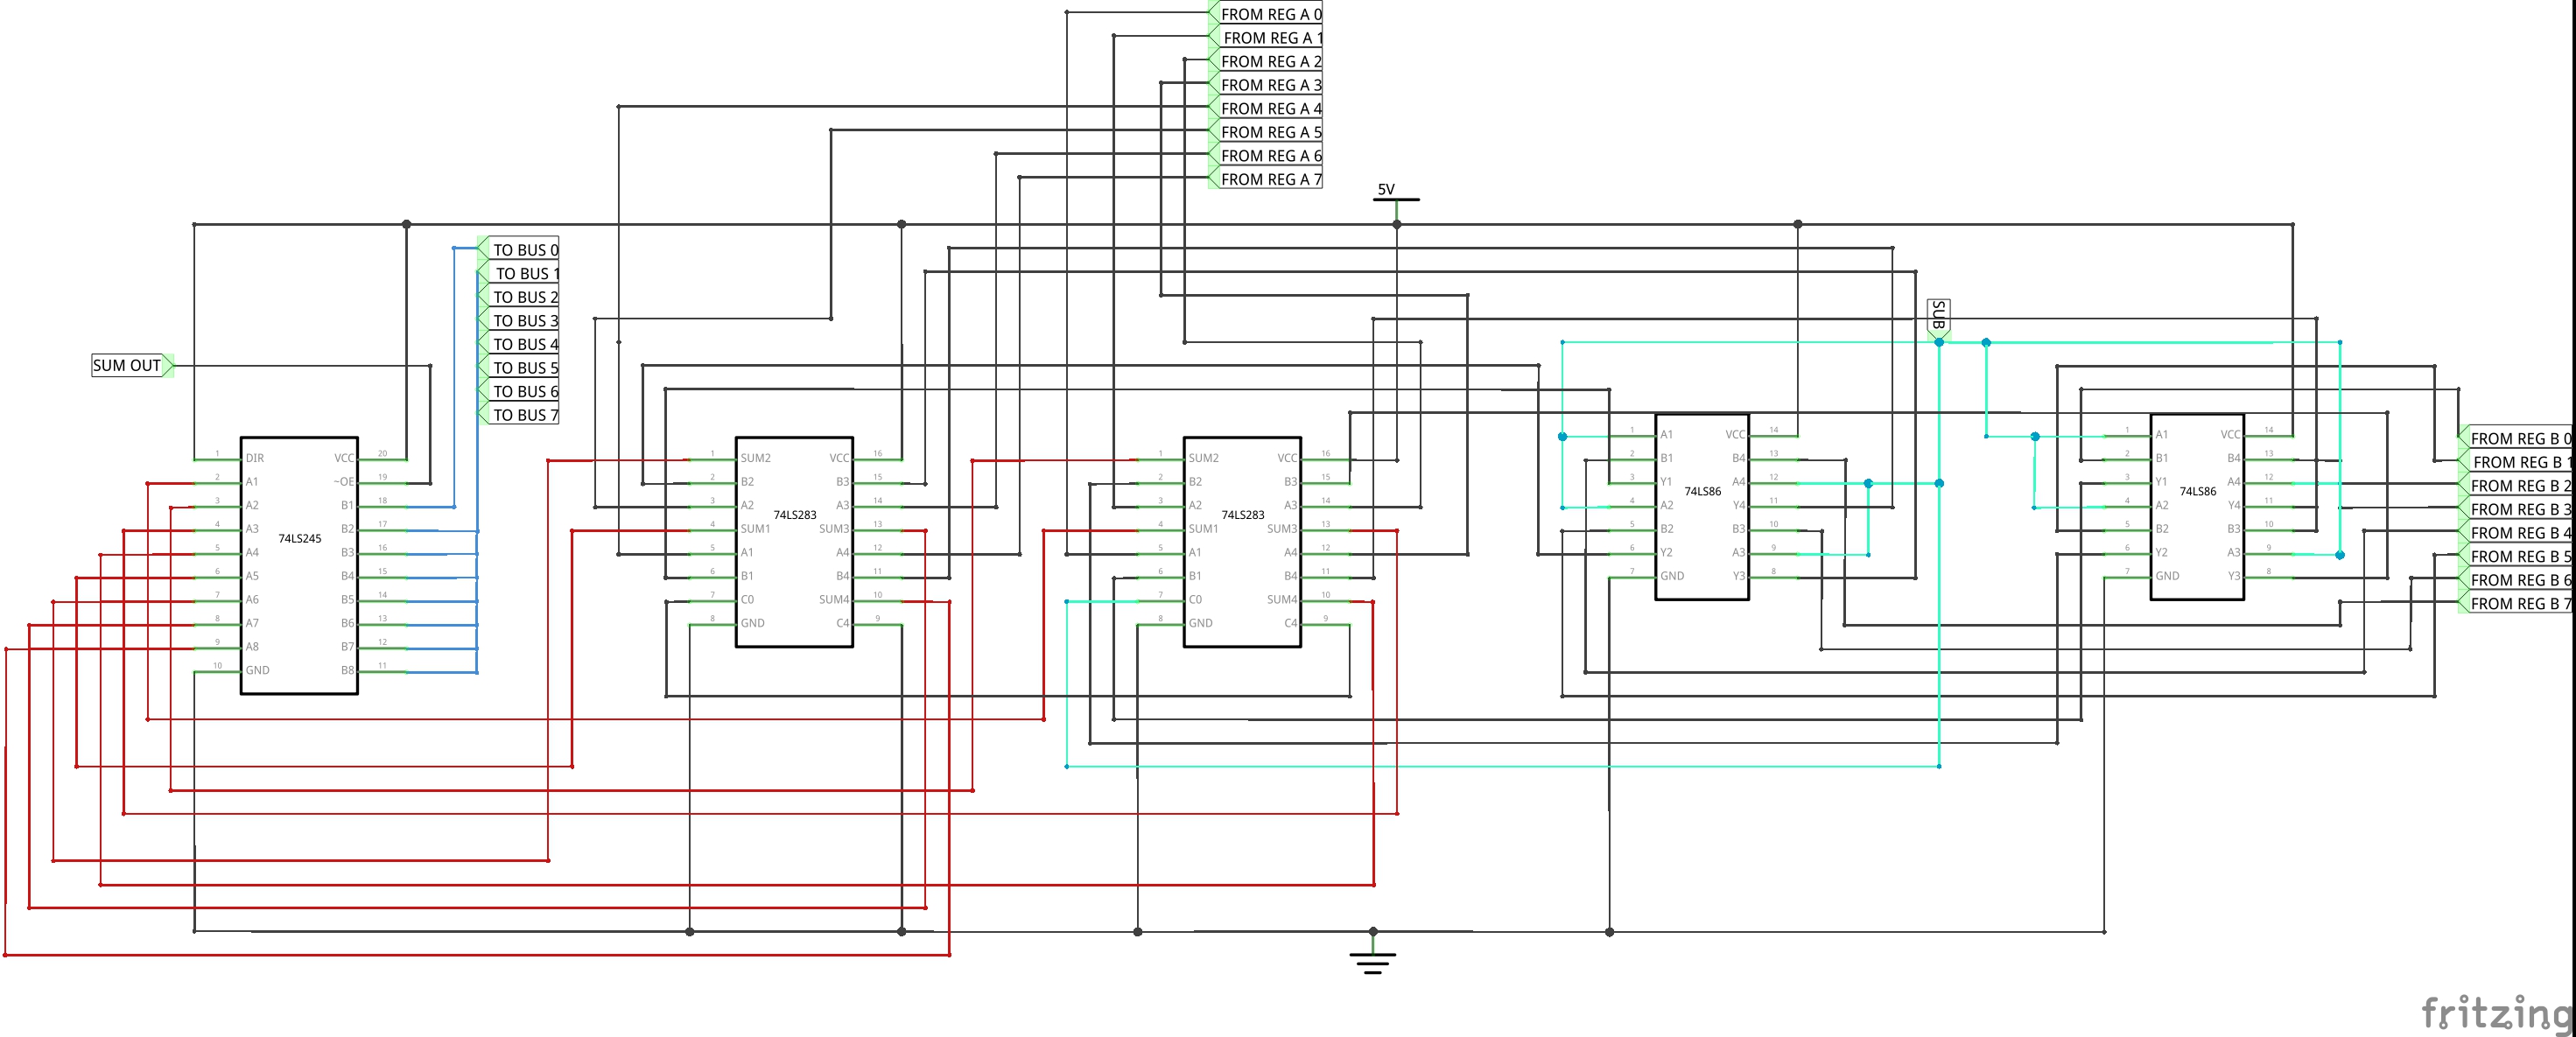 FROM REG A 0
FROM REG A 1
FROM REG A 2
FROM REG A 3
FROM REG A 4
FROM REG A 5
FROM REG A 6
FROM REG A 7
5V
TO BUS 0
TO BUS 1
TO BUS 2
TO BUS 3
TO BUS 4
TO BUS 5
TO BUS 6
TO BUS 7
SUM OUT
SUB
1 DIR VCC 20
2 A1 ~OE 19
3 A2 B1 18
4 A3 B2 17
74LS245
5 A4 B3 16
6 A5 B4 15
7 A6 B5 14
8 A7 B6 13
9 A8 B7 12
10 GND B8 11
1 SUM2 VCC 16
2 B2 B3 15
3 A2 A3 14
74LS283
4 SUM1 SUM3 13
5 A1 A4 12
6 B1 B4 11
7 C0 SUM4 10
8 GND C4 9
1 SUM2 VCC 16
2 B2 B3 15
3 A2 A3 14
74LS283
4 SUM1 SUM3 13
5 A1 A4 12
6 B1 B4 11
7 C0 SUM4 10
8 GND C4 9
1 A1 VCC 14
2 B1 B4 13
3 Y1 A4 12
74LS86
4 A2 Y4 11
5 B2 B3 10
6 Y2 A3 9
7 GND Y3 8
1 A1 VCC 14
2 B1 B4 13
3 Y1 A4 12
74LS86
4 A2 Y4 11
5 B2 B3 10
6 Y2 A3 9
7 GND Y3 8
FROM REG B 0
FROM REG B 1
FROM REG B 2
FROM REG B 3
FROM REG B 4
FROM REG B 5
FROM REG B 6
FROM REG B 7
fritzing